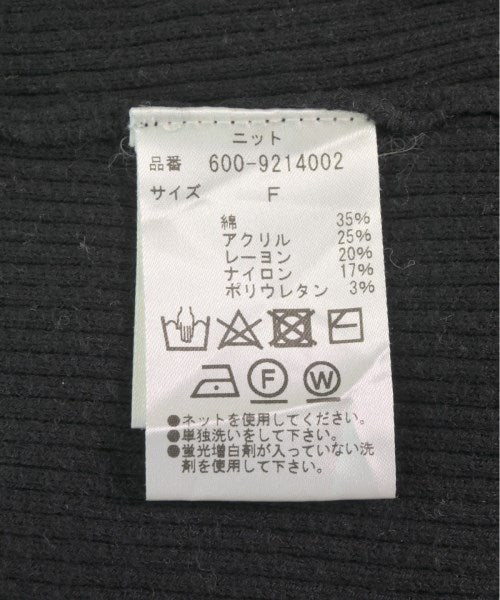 ニット
品番 600-9214002
サイズ F
綿 35%
アクリル 25%
レーヨン 20%
ナイロン 17%
ポリウレタン 3%
F W
●ネットを使用してください。
●単独洗いをして下さい。
●蛍光増白剤が入っていない洗
剤を使用して下さい。